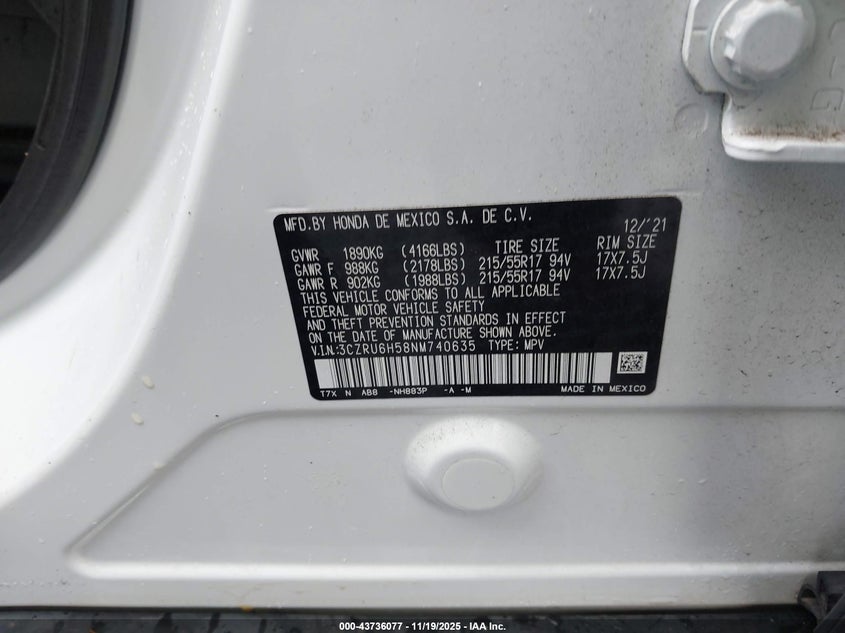 MFD.BY HONDA DE MEXICO S.A. DE C.V. 12/'21
GVWR 1890KG (4166LBS) TIRE SIZE RIM SIZE
GAWR F 988KG (2178LBS) 215/55R17 94V 17X7.5J
GAWR R 902KG (1988LBS) 215/55R17 94V 17X7.5J
THIS VEHICLE CONFORMS TO ALL APPLICABLE
FEDERAL MOTOR VEHICLE SAFETY
AND THEFT PREVENTION STANDARDS IN EFFECT
ON THE DATE OF MANUFACTURE SHOWN ABOVE.
V.I.N:3CZRU6H58NM740635 TYPE: MPV
T7X N AB8 -NH883P -A -M MADE IN MEXICO
000-43736077 - 11/19/2025 - IAA Inc.